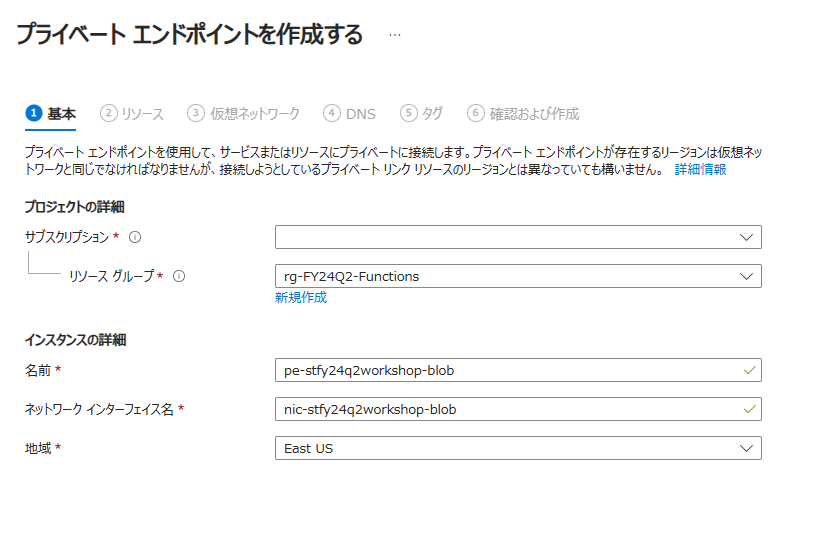 プライベート エンドポイントを作成する ...
1 基本 2 リソース 3 仮想ネットワーク 4 DNS 5 タグ 6 確認および作成
プライベート エンドポイントを使用して、サービスまたはリソースにプライベートに接続します。プライベート エンドポイントが存在するリージョンは仮想ネッ
トワークと同じでなければなりませんが、接続しようとしているプライベート リンク リソースのリージョンとは異なっていても構いません。 詳細情報
プロジェクトの詳細
サブスクリプション *
リソース グループ * rg-FY24Q2-Functions
新規作成
インスタンスの詳細
名前 * pe-stfy24q2workshop-blob
ネットワーク インターフェイス名 * nic-stfy24q2workshop-blob
地域 * East US